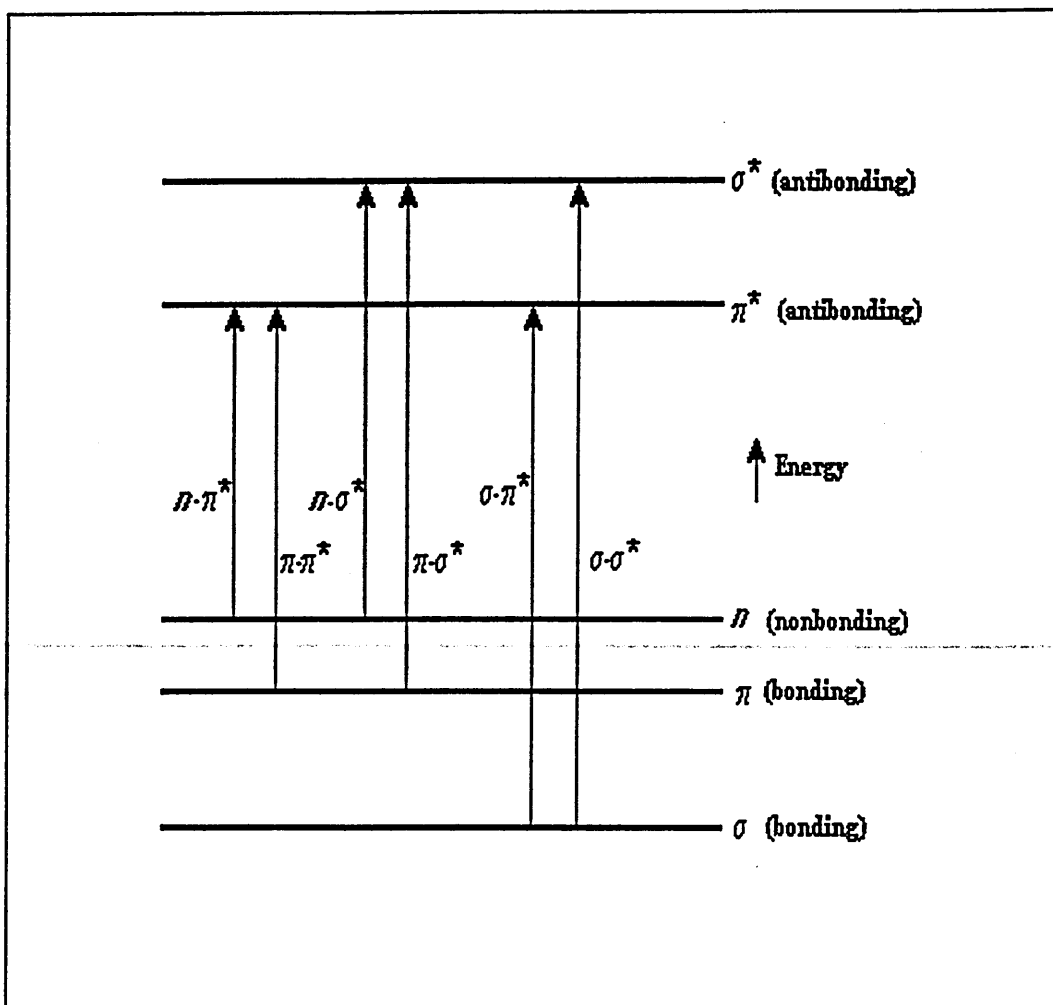 σ* (antibonding)
π* (antibonding)
Energy
n-π* n-σ* σ-π*
π-π* π-σ* σ-σ*
n (nonbonding)
π (bonding)
σ (bonding)